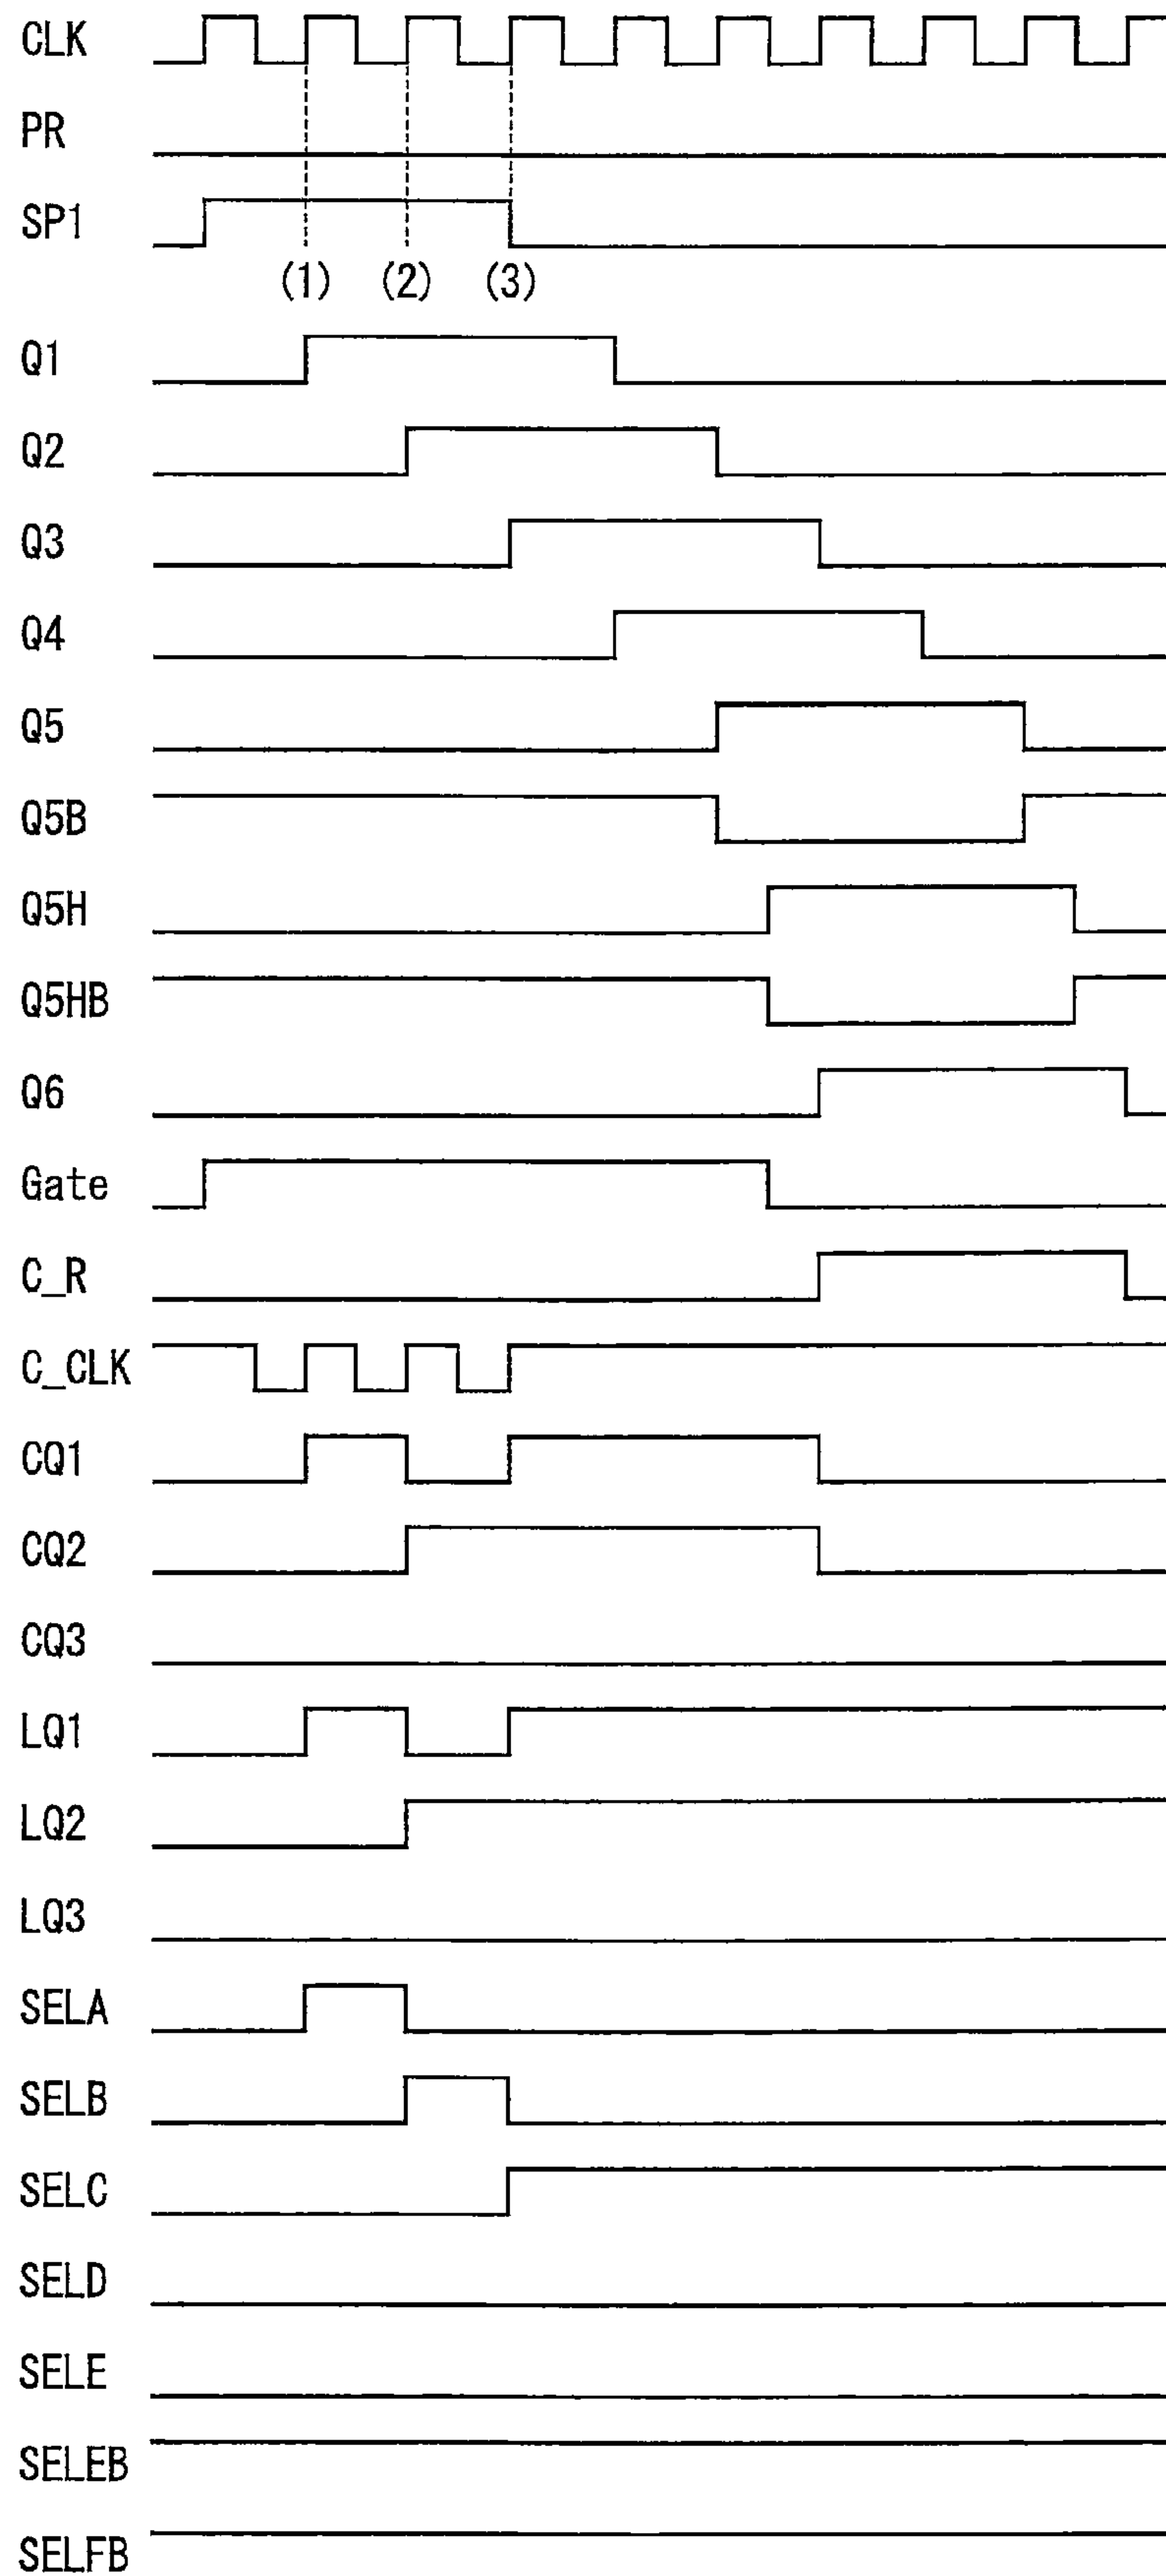 CLK
PR
SP1
(1) (2) (3)
Q1
Q2
Q3
Q4
Q5
Q5B
Q5H
Q5HB
Q6
Gate
C_R
C_CLK
CQ1
CQ2
CQ3
LQ1
LQ2
LQ3
SELA
SELB
SELC
SELD
SELE
SELEB
SELFB